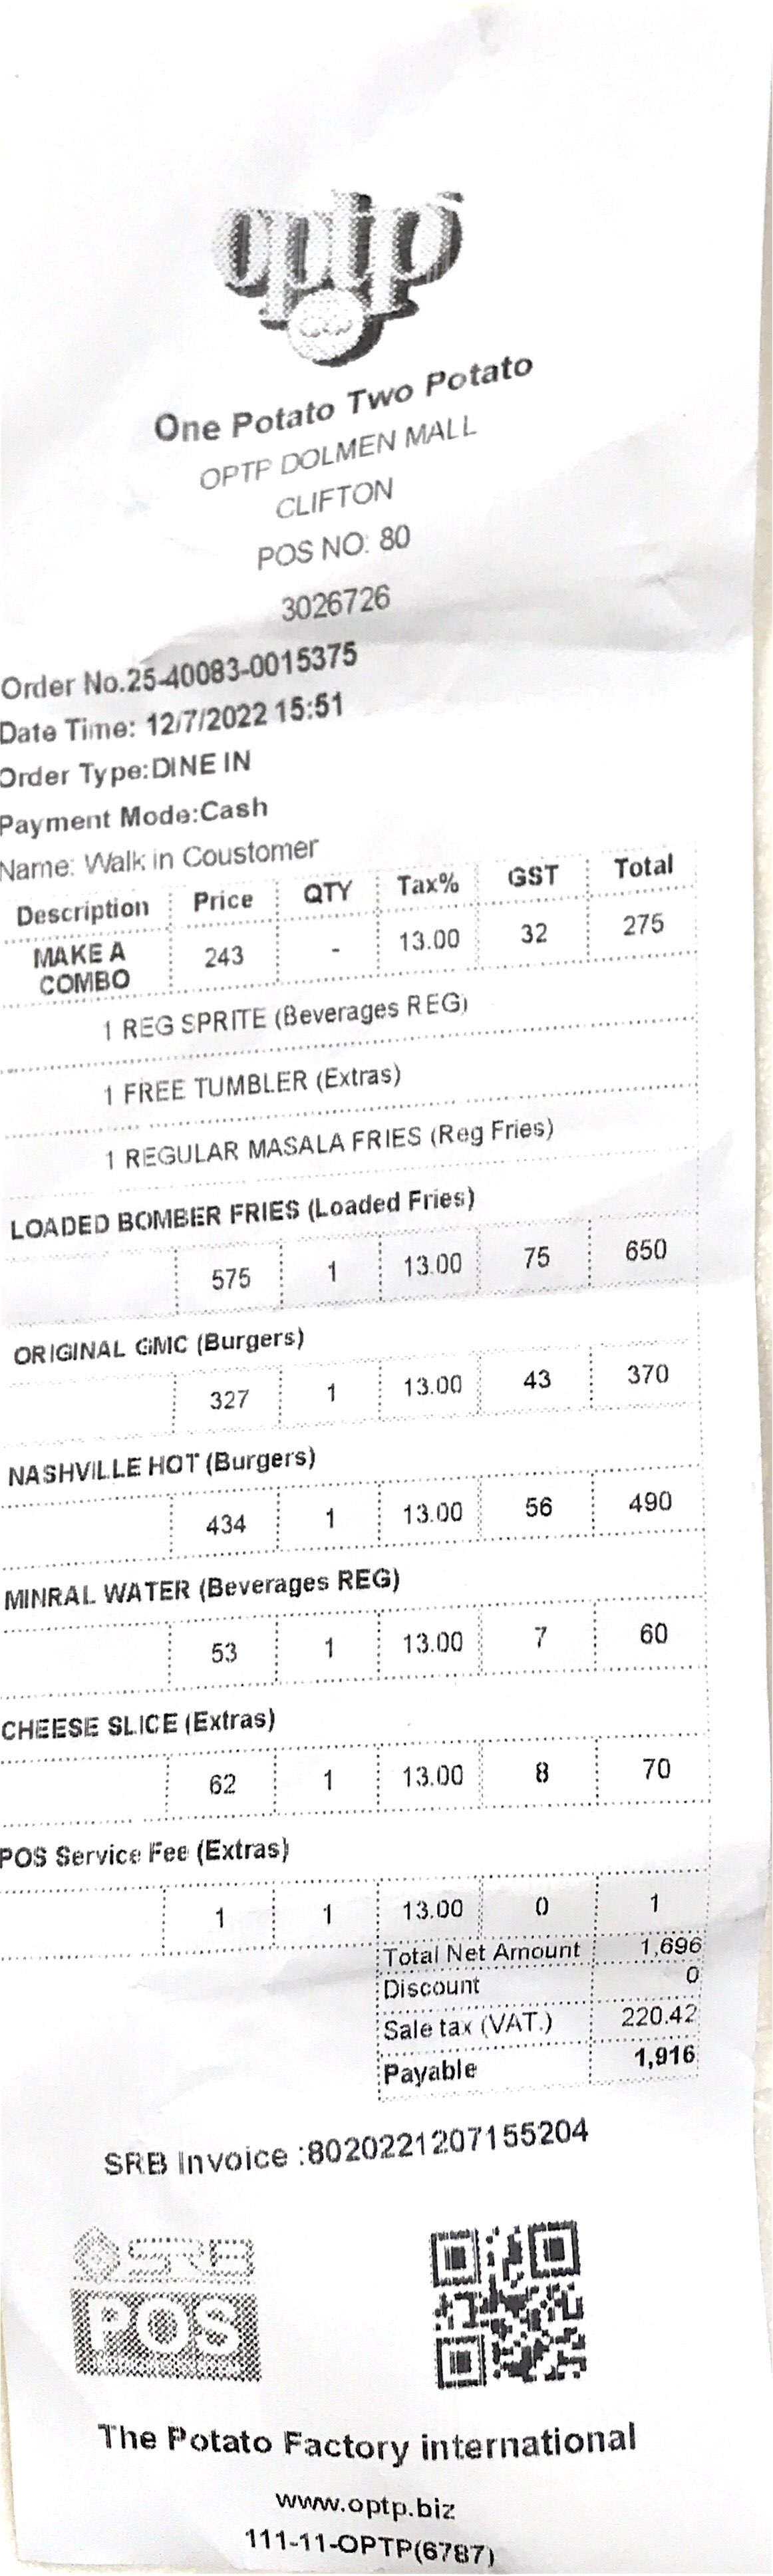 optp
One Potato Two Potato
OPTP DOLMEN MALL
CLIFTON
POS NO: 80
3026726
Order No.25-40083-0015375
Date Time: 12/7/2022 15:51
Order Type:DINE IN
Payment Mode:Cash
Name: Walk in Coustomer
Description Price QTY Tax% GST Total
MAKE A COMBO 243 - 13.00 32 275
1 REG SPRITE (Beverages REG)
1 FREE TUMBLER (Extras)
1 REGULAR MASALA FRIES (Reg Fries)
LOADED BOMBER FRIES (Loaded Fries)
575 1 13.00 75 650
ORIGINAL GMC (Burgers)
327 1 13.00 43 370
NASHVILLE HOT (Burgers)
434 1 13.00 56 490
MINRAL WATER (Beverages REG)
53 1 13.00 7 60
CHEESE SLICE (Extras)
62 1 13.00 8 70
POS Service Fee (Extras)
1 1 13.00 0 1
Total Net Amount 1,696
Discount 0
Sale tax (VAT.) 220.42
Payable 1,916
SRB Invoice :8020221207155204
SRB
POS
The Potato Factory international
www.optp.biz
111-11-OPTP(6787)